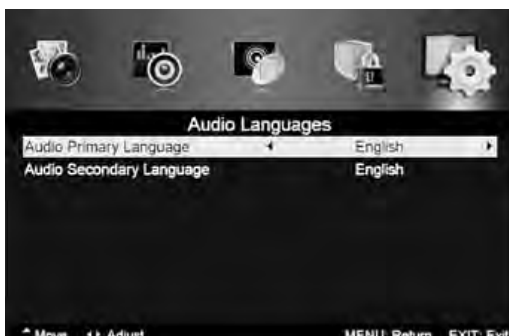 Audio Languages
Audio Primary Language English
Audio Secondary Language English
Move Adjust MENU: Return EXIT: Exit